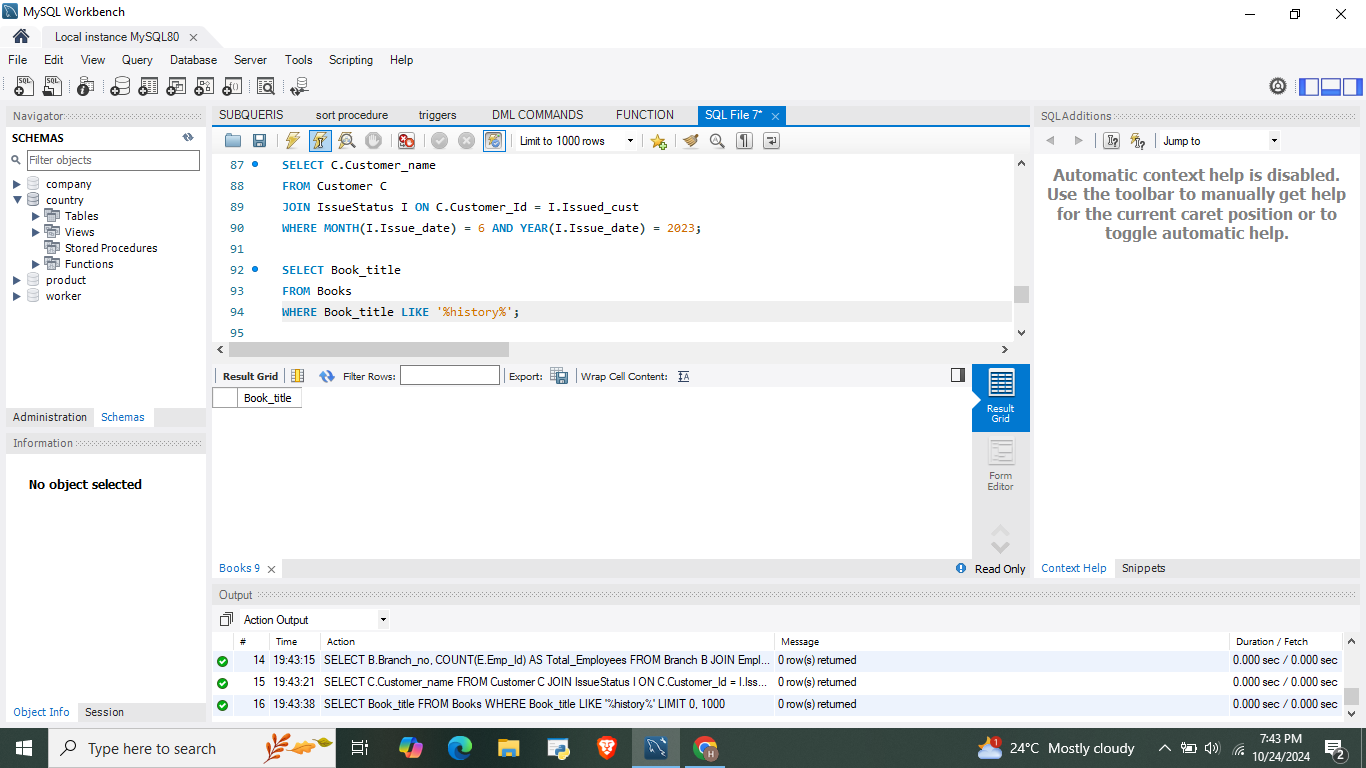 MySQL Workbench
Local instance MySQL80
File Edit View Query Database Server Tools Scripting Help
Navigator
SCHEMAS
Filter objects
company
country
Tables
Views
Stored Procedures
Functions
product
worker
Administration Schemas
Information
No object selected
Object Info Session
SUBQUERIS sort procedure triggers DML COMMANDS FUNCTION SQL File 7*
Limit to 1000 rows
87 SELECT C.Customer_name
88 FROM Customer C
89 JOIN IssueStatus I ON C.Customer_Id = I.Issued_cust
90 WHERE MONTH(I.Issue_date) = 6 AND YEAR(I.Issue_date) = 2023;
91
92 SELECT Book_title
93 FROM Books
94 WHERE Book_title LIKE '%history%';
95
Result Grid Filter Rows: Export: Wrap Cell Content:
Book_title
Result
Grid
Form
Editor
Books 9
Read Only
SQLAdditions
Jump to
Automatic context help is disabled.
Use the toolbar to manually get help
for the current caret position or to
toggle automatic help.
Context Help Snippets
Output
Action Output
# Time Action Message Duration / Fetch
14 19:43:15 SELECT B.Branch_no, COUNT(E.Emp_Id) AS Total_Employees FROM Branch B JOIN Empl... 0 row(s) returned 0.000 sec / 0.000 sec
15 19:43:21 SELECT C.Customer_name FROM Customer C JOIN IssueStatus I ON C.Customer_Id = I.Iss... 0 row(s) returned 0.000 sec / 0.000 sec
16 19:43:38 SELECT Book_title FROM Books WHERE Book_title LIKE '%history%' LIMIT 0, 1000 0 row(s) returned 0.000 sec / 0.000 sec
Type here to search
1
24°C Mostly cloudy
7:43 PM
10/24/2024
2